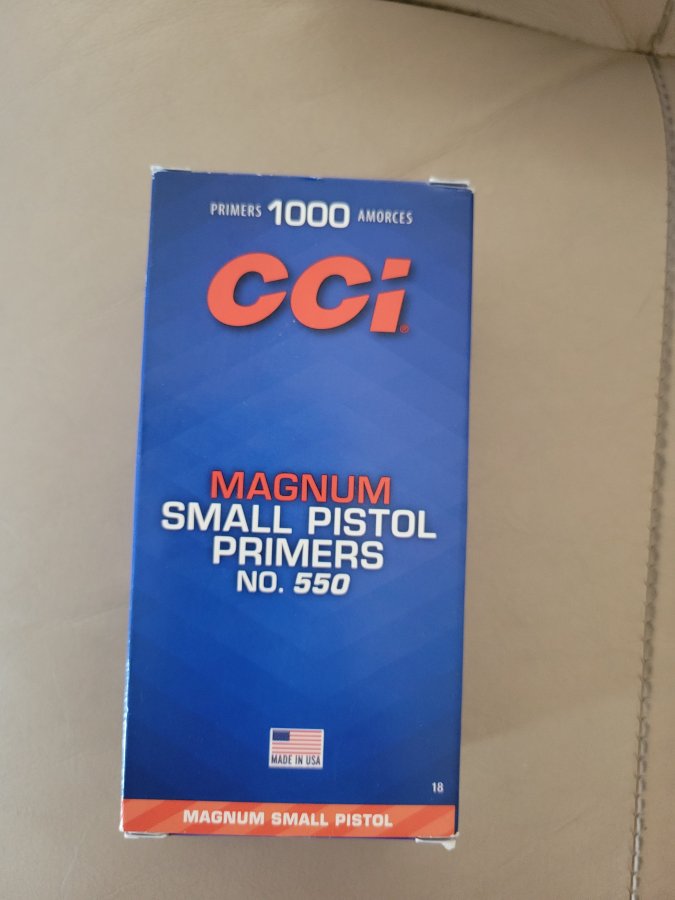 PRIMERS 1000 AMORCES
CCI®
MAGNUM
SMALL PISTOL
PRIMERS
NO. 550
MADE IN USA
18
MAGNUM SMALL PISTOL